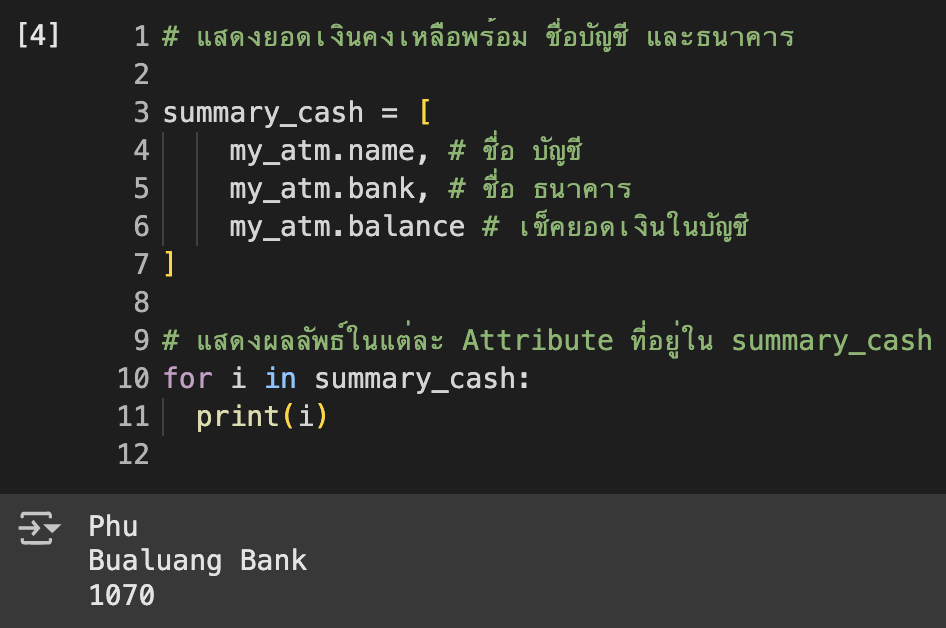 [4]
1 # แสดงยอดเงินคงเหลือพร้อม ชื่อบัญชี และธนาคาร
2
3 summary_cash = [
4 my_atm.name, # ชื่อ บัญชี
5 my_atm.bank, # ชื่อ ธนาคาร
6 my_atm.balance # เช็คยอดเงินในบัญชี
7 ]
8
9 # แสดงผลลัพธ์ในแต่ละ Attribute ที่อยู่ใน summary_cash
10 for i in summary_cash:
11 print(i)
12
Phu
Bualuang Bank
1070